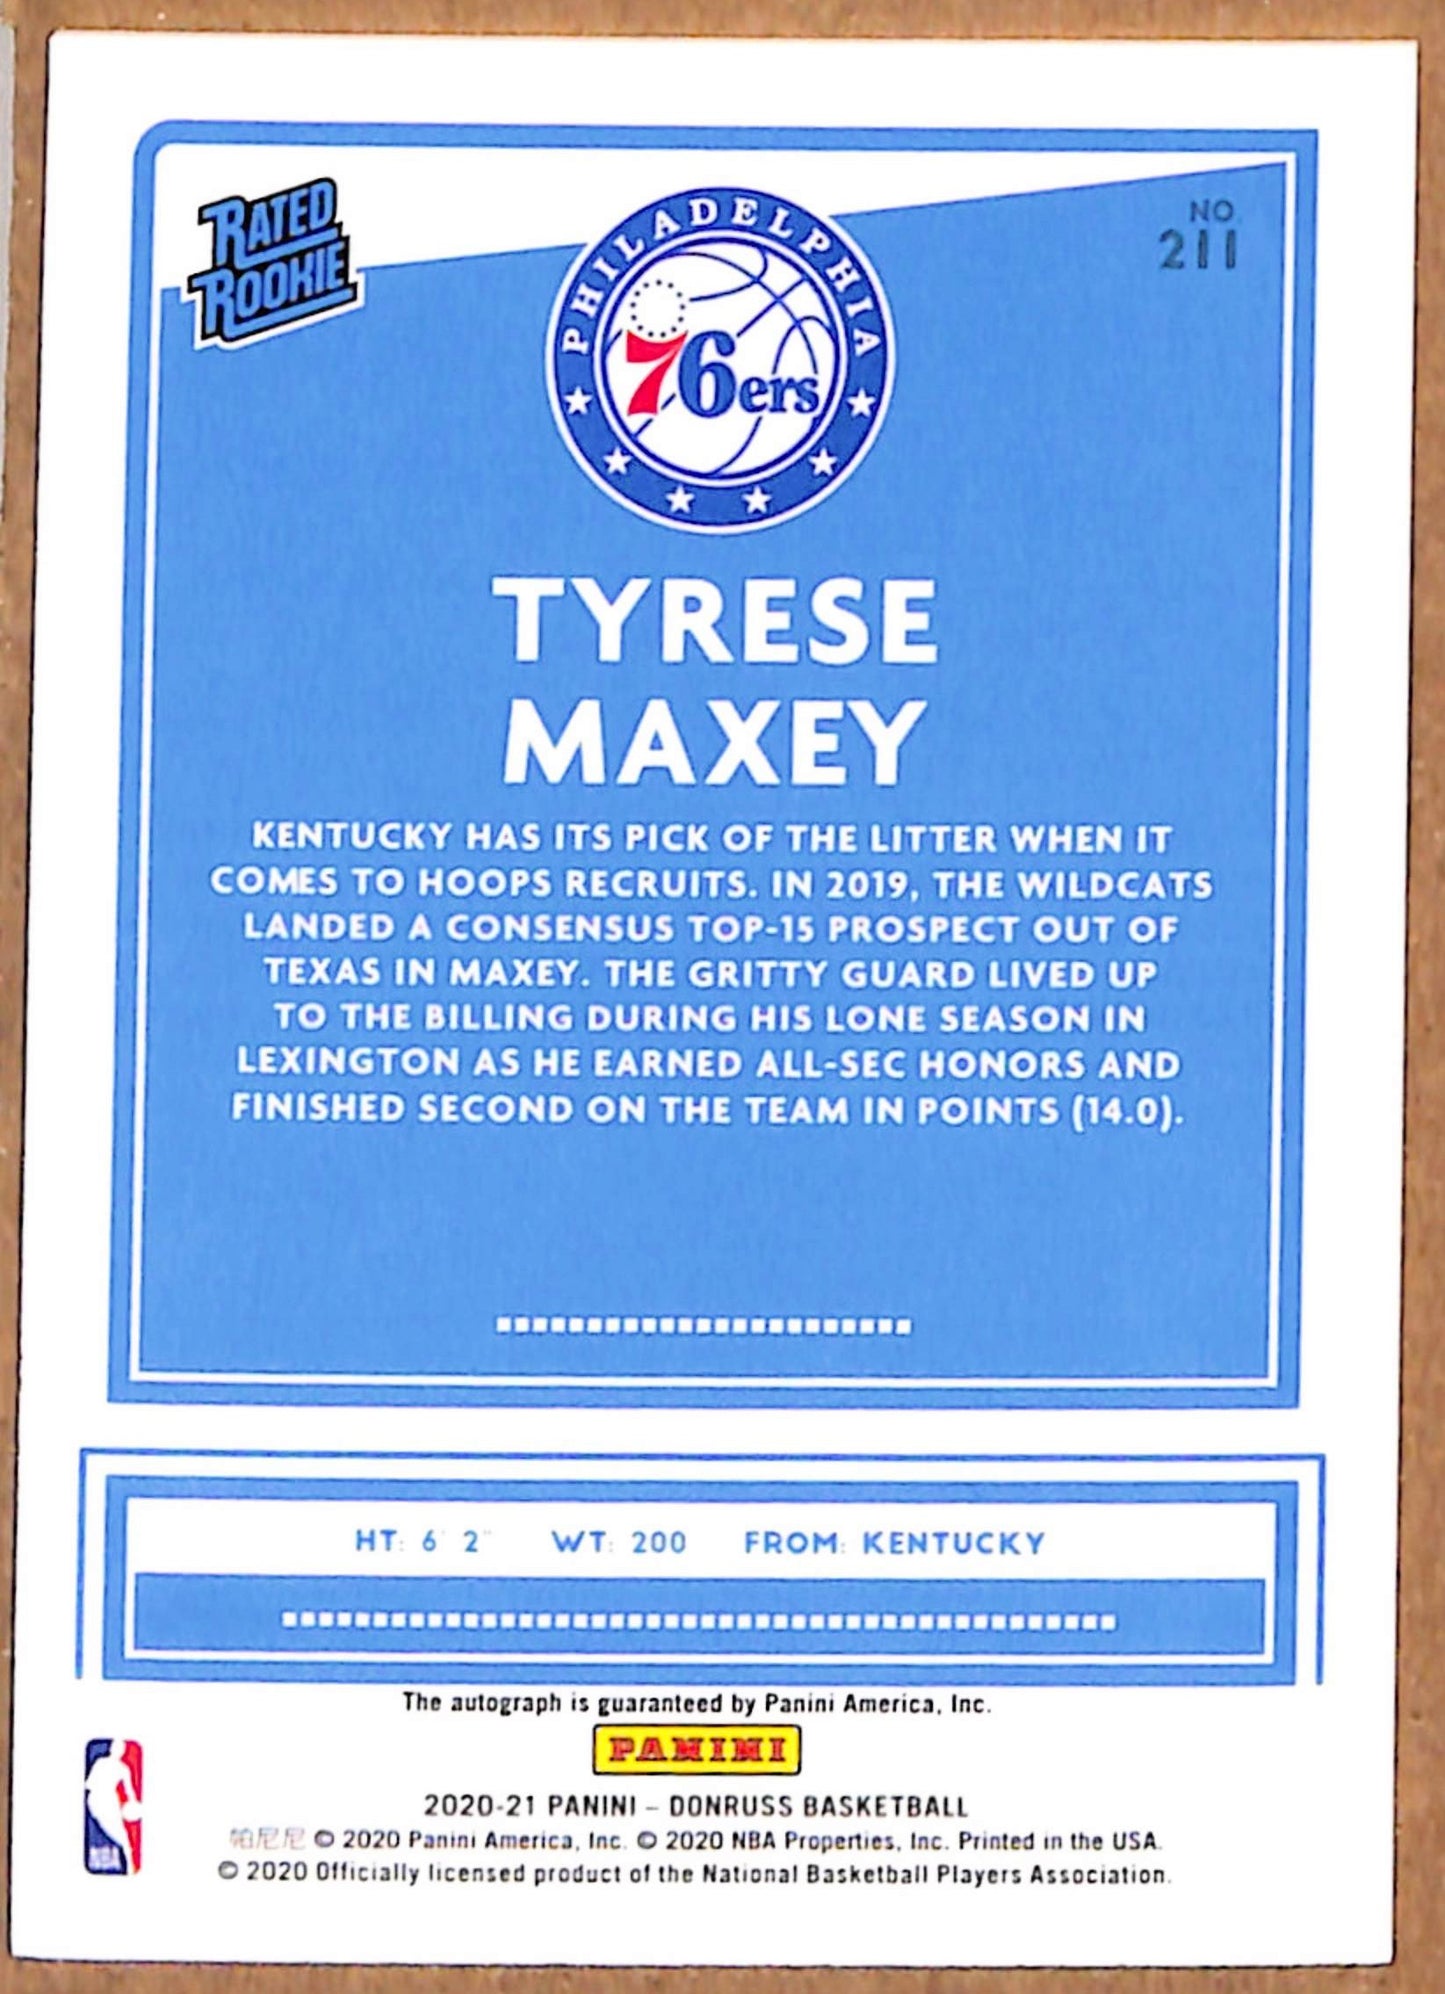 RATED
ROOKIE
NO.
211
PHILADELPHIA
76ers
TYRESE
MAXEY
KENTUCKY HAS ITS PICK OF THE LITTER WHEN IT
COMES TO HOOPS RECRUITS. IN 2019, THE WILDCATS
LANDED A CONSENSUS TOP-15 PROSPECT OUT OF
TEXAS IN MAXEY. THE GRITTY GUARD LIVED UP
TO THE BILLING DURING HIS LONE SEASON IN
LEXINGTON AS HE EARNED ALL-SEC HONORS AND
FINISHED SECOND ON THE TEAM IN POINTS (14.0).
HT: 6' 2" WT: 200 FROM: KENTUCKY
The autograph is guaranteed by Panini America, Inc.
PANINI
NBA
2020-21 PANINI – DONRUSS BASKETBALL
帕尼尼 © 2020 Panini America, Inc. © 2020 NBA Properties, Inc. Printed in the USA.
© 2020 Officially licensed product of the National Basketball Players Association.